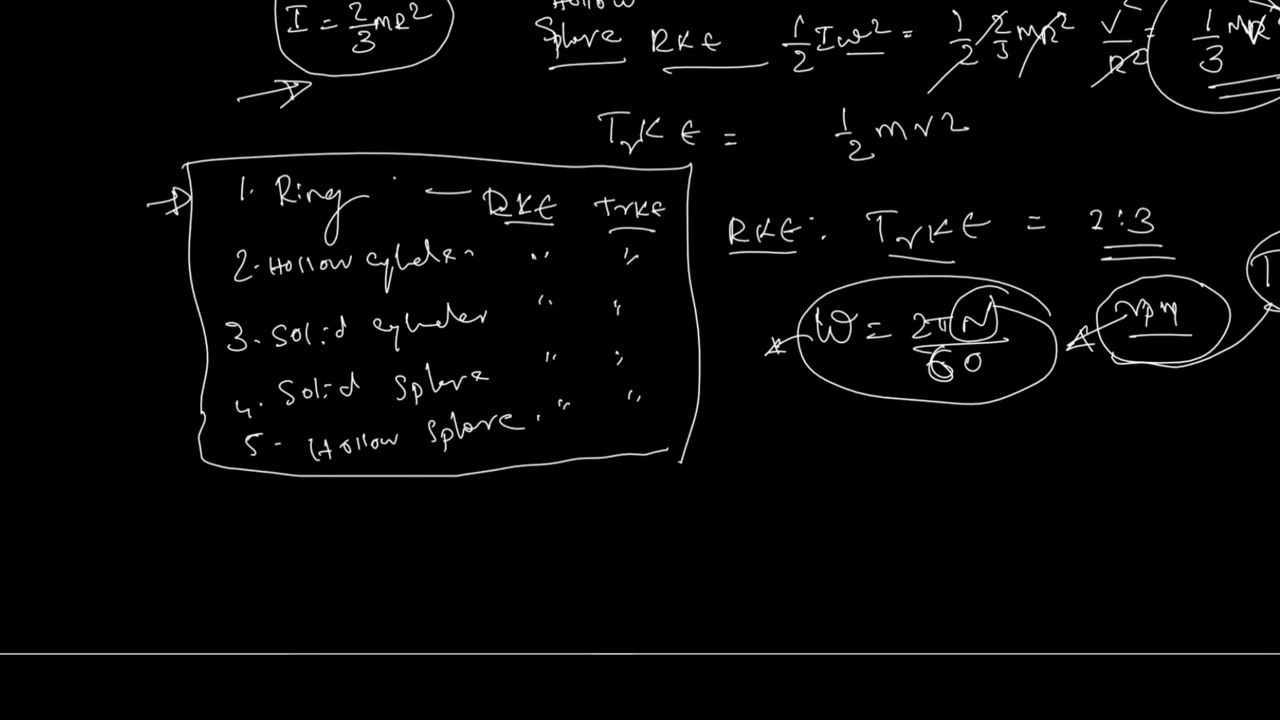 I = 2/3 mR²
Hollow
Sphere RKE 1/2 Iω² = 1/2 2/3 mR² V²/R² = 1/3 MV
TrKE = 1/2 mv2
1. Ring — RKE TrKE
2. Hollow cylinder " "
3. Solid cylinder " "
4. Solid Sphere " "
5 - Hollow Sphere. " "
RKE : TrKE = 2:3
W = 2πN/60 rpm
T